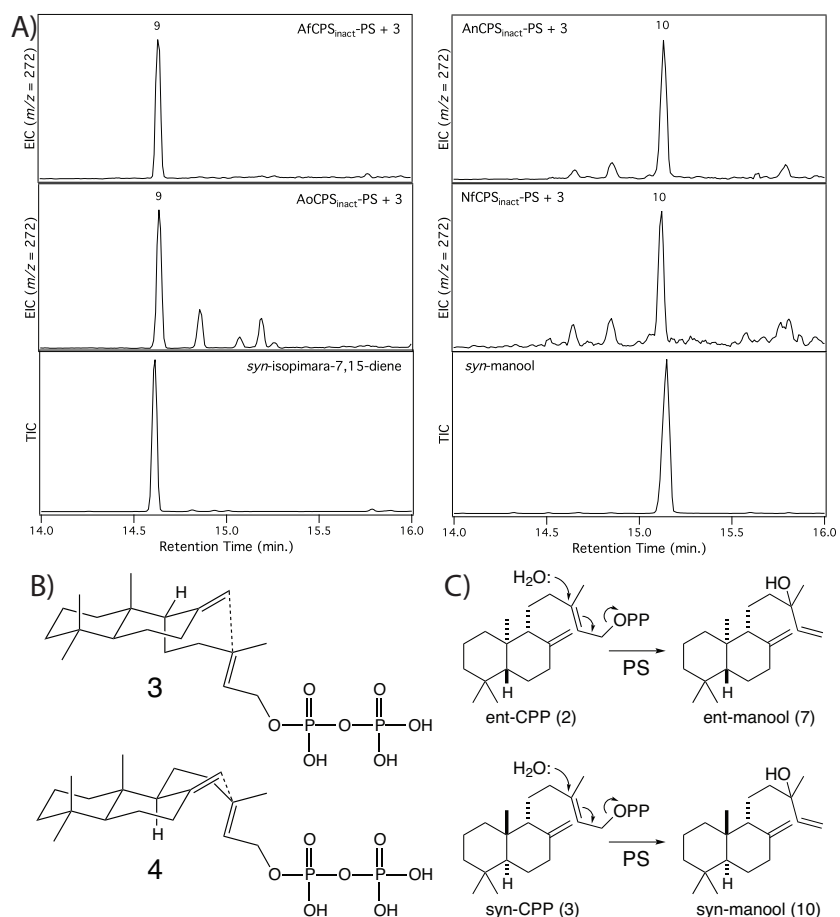 A)
9
AfCPSinact-PS + 3
EIC (m/z = 272)
9
AoCPSinact-PS + 3
EIC (m/z = 272)
syn-isopimara-7,15-diene
TIC
14.0 14.5 15.0 15.5 16.0
Retention Time (min.)
10
AnCPSinact-PS + 3
EIC (m/z = 272)
10
NfCPSinact-PS + 3
EIC (m/z = 272)
syn-manool
TIC
14.0 14.5 15.0 15.5 16.0
Retention Time (min.)
B)
H
3
O O
O P O P OH
OH OH
H
4
O O
O P O P OH
OH OH
C)
H2O:
OPP
HO
PS
H H
ent-CPP (2) ent-manool (7)
H2O:
OPP
HO
PS
H H
syn-CPP (3) syn-manool (10)